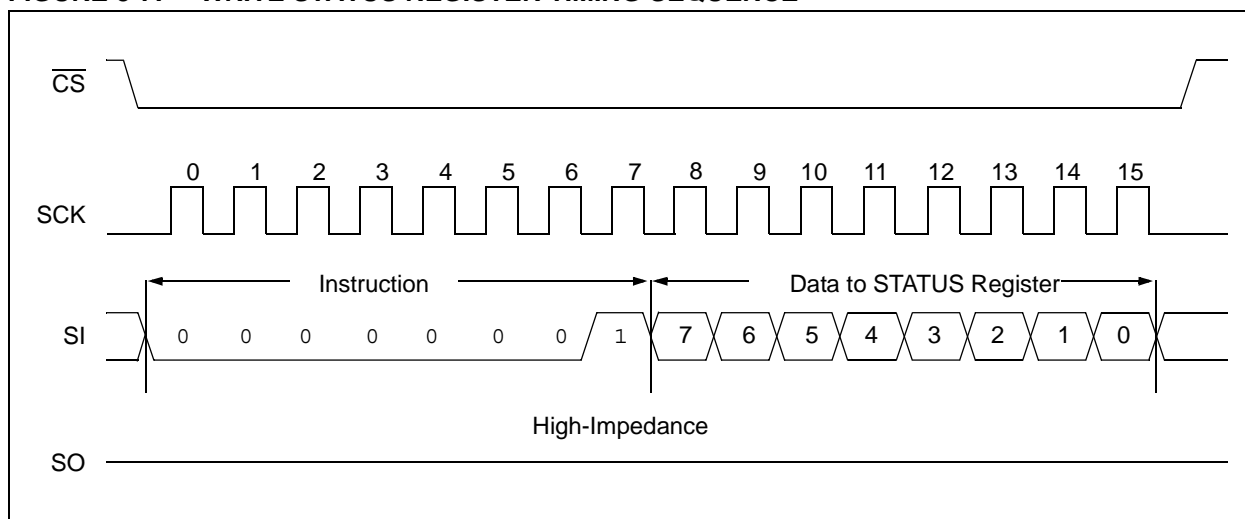 CS
0 1 2 3 4 5 6 7 8 9 10 11 12 13 14 15
SCK
Instruction Data to STATUS Register
SI 0 0 0 0 0 0 0 1 7 6 5 4 3 2 1 0
High-Impedance
SO